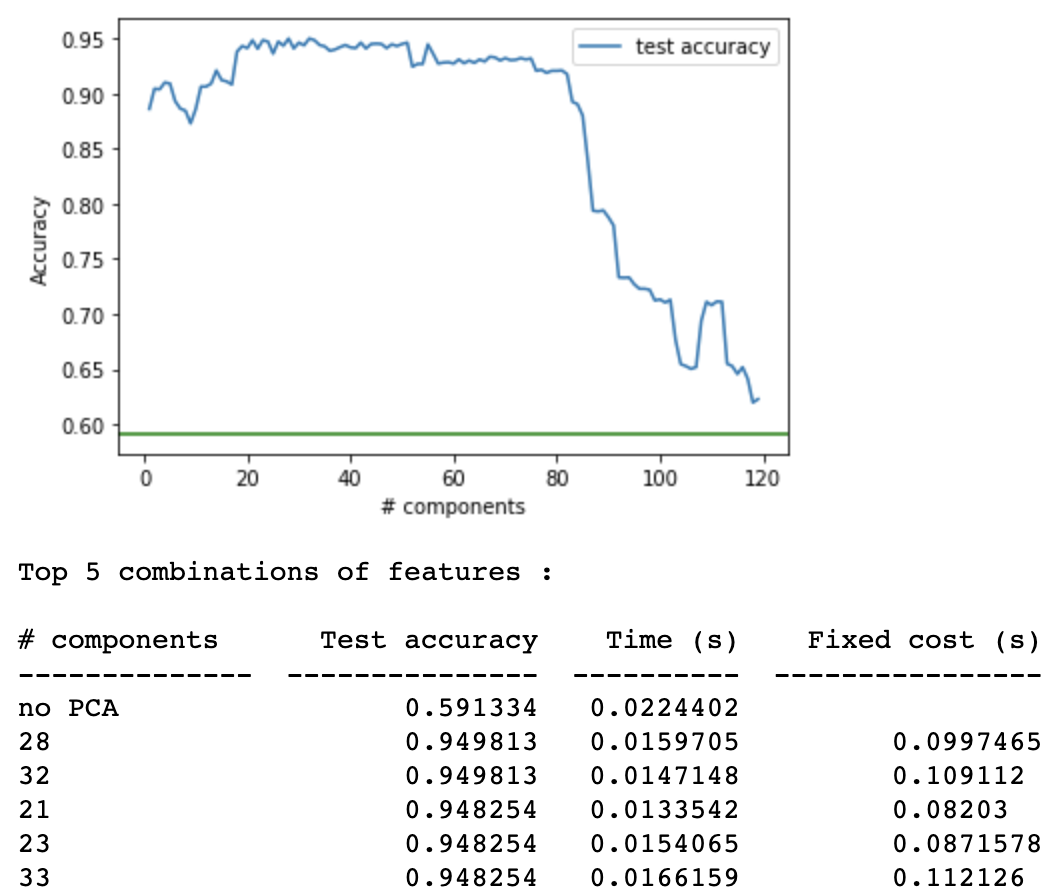 0.95
0.90
0.85
0.80
0.75
0.70
0.65
0.60
Accuracy
test accuracy
0 20 40 60 80 100 120
# components
Top 5 combinations of features :
# components Test accuracy Time (s) Fixed cost (s)
-------------- --------------- ---------- ----------------
no PCA 0.591334 0.0224402
28 0.949813 0.0159705 0.0997465
32 0.949813 0.0147148 0.109112
21 0.948254 0.0133542 0.08203
23 0.948254 0.0154065 0.0871578
33 0.948254 0.0166159 0.112126